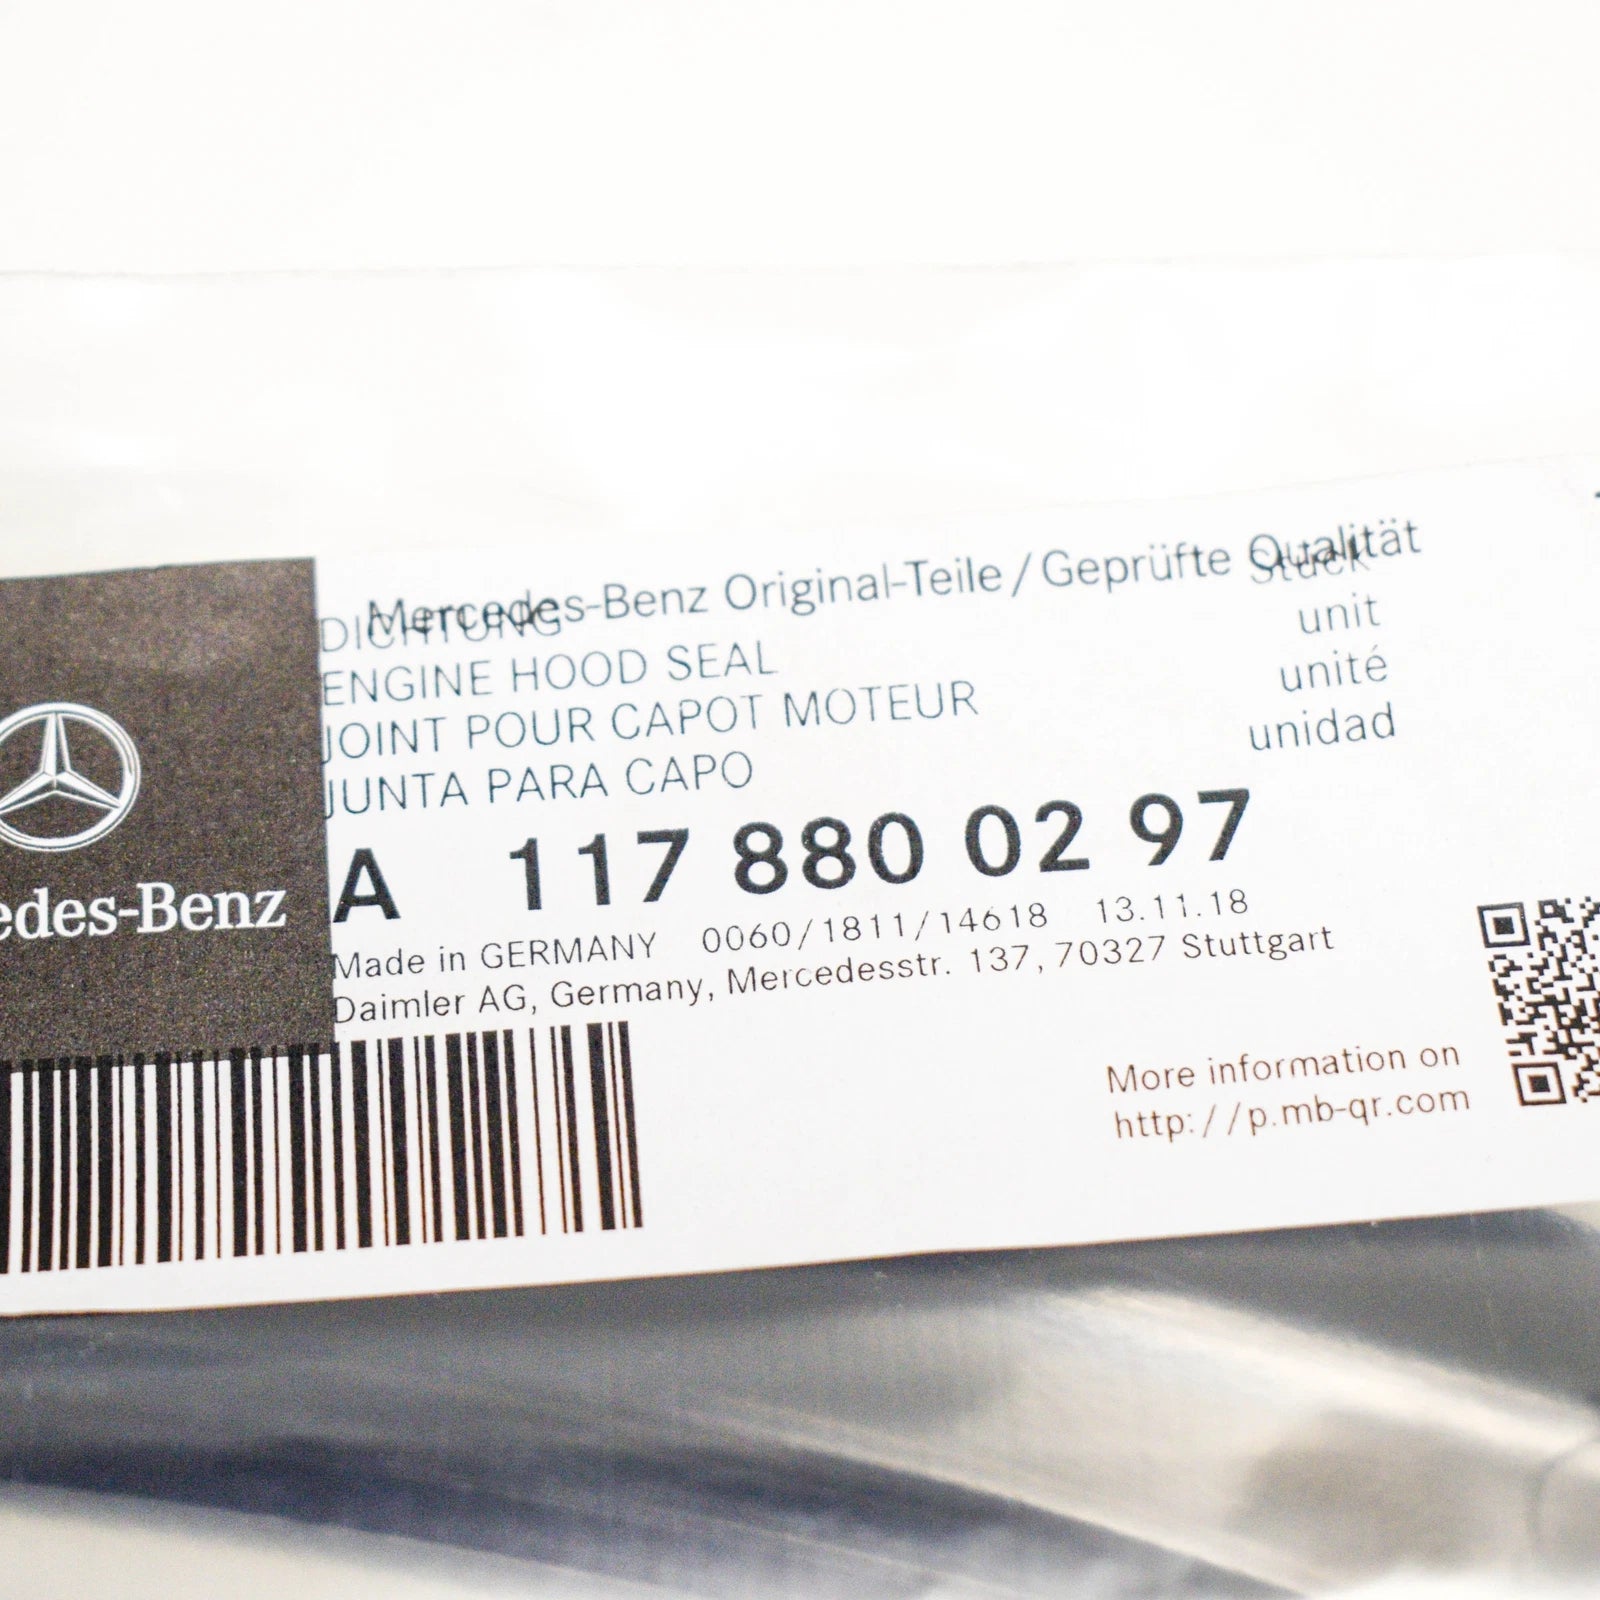 Mercedes-Benz Original-Teile / Geprüfte Qualität
DICHTUNG Stück
ENGINE HOOD SEAL unit
JOINT POUR CAPOT MOTEUR unité
JUNTA PARA CAPO unidad
A 117 880 02 97
edes-Benz
Made in GERMANY 0060/1811/14618 13.11.18
Daimler AG, Germany, Mercedesstr. 137, 70327 Stuttgart
More information on
http://p.mb-qr.com